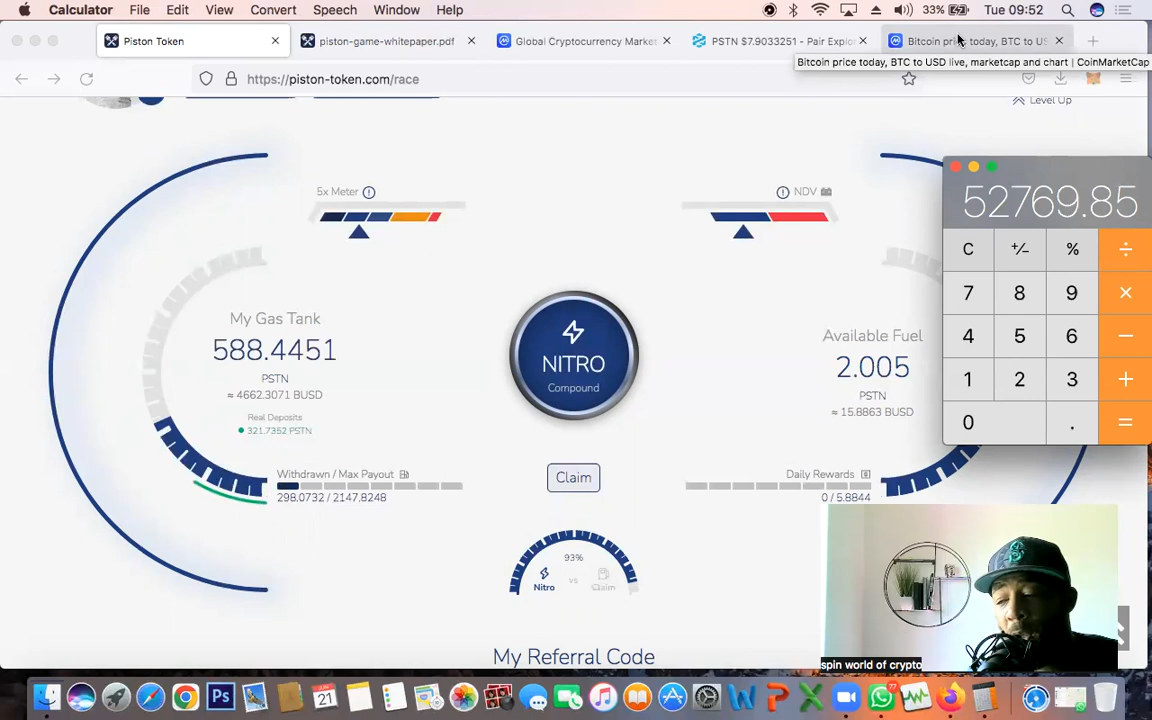 Calculator File Edit View Convert Speech Window Help 33% Tue 09:52
Piston Token piston-game-whitepaper.pdf Global Cryptocurrency Market PSTN $7.9033251 - Pair Explo Bitcoin price today, BTC to US
Bitcoin price today, BTC to USD live, marketcap and chart | CoinMarketCap
https://piston-token.com/race
Level Up
5x Meter
NDV
52769.85
C +/− % ÷
7 8 9 ×
4 5 6 −
1 2 3 +
0 . =
My Gas Tank
588.4451
PSTN
≈ 4662.3071 BUSD
Real Deposits
321.7352 PSTN
NITRO
Compound
Available Fuel
2.005
PSTN
≈ 15.8863 BUSD
Withdrawn / Max Payout
298.0732 / 2147.8248
Claim
Daily Rewards
0 / 5.8844
93%
Nitro vs Claim
My Referral Code
spin world of crypto